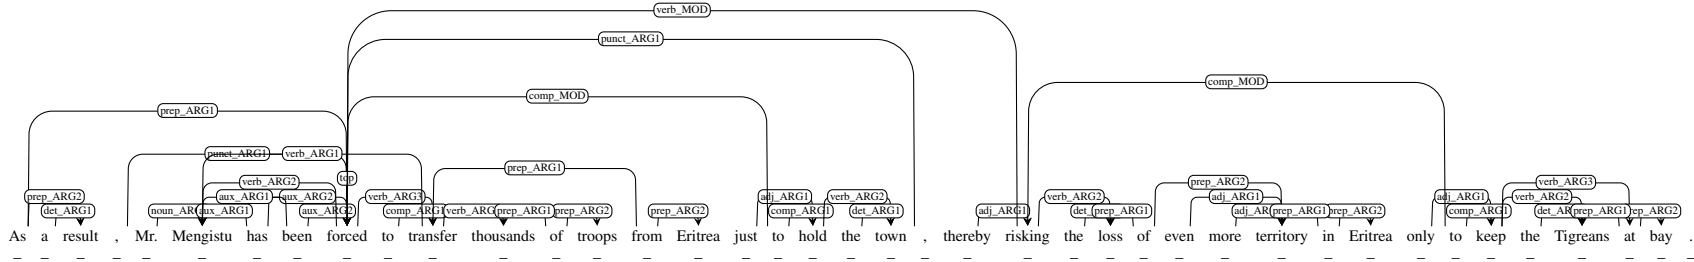 verb_MOD
punct_ARG1
comp_MOD
comp_MOD
prep_ARG1
punct_ARG1 verb_ARG1
prep_ARG1
top
verb_ARG2 prep_ARG2 verb_ARG3
prep_ARG2 aux_ARG1 aux_ARG2 verb_ARG3 adj_ARG1 verb_ARG2 verb_ARG2 adj_ARG1 adj_ARG1 verb_ARG2
det_ARG1 aux_ARG1 aux_ARG2 comp_ARG1 prep_ARG1 prep_ARG2 prep_ARG2 comp_ARG1 det_ARG1 adj_ARG1 prep_ARG1 prep_ARG1 prep_ARG2 comp_ARG1 prep_ARG1
As a result , Mr. Mengistu has been forced to transfer thousands of troops from Eritrea just to hold the town , thereby risking the loss of even more territory in Eritrea only to keep the Tigreans at bay .
_ _ _ _ _ _ _ _ _ _ _ _ _ _ _ _ _ _ _ _ _ _ _ _ _ _ _ _ _ _ _ _ _ _ _ _ _ _ _ _